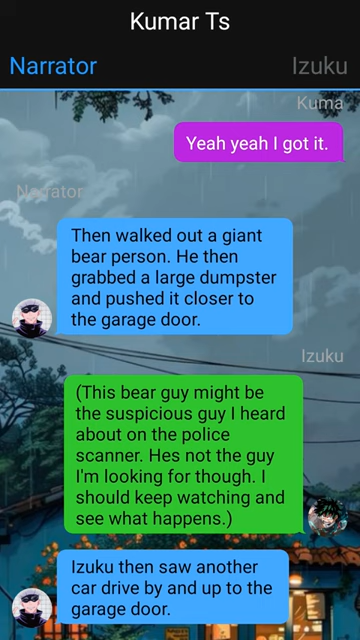 Kumar Ts
Narrator
Izuku
Kuma
Yeah yeah I got it.
Narrator
Then walked out a giant
bear person. He then
grabbed a large dumpster
and pushed it closer to
the garage door.
Izuku
(This bear guy might be
the suspicious guy I heard
about on the police
scanner. Hes not the guy
I'm looking for though. I
should keep watching and
see what happens.)
Izuku then saw another
car drive by and up to the
garage door.